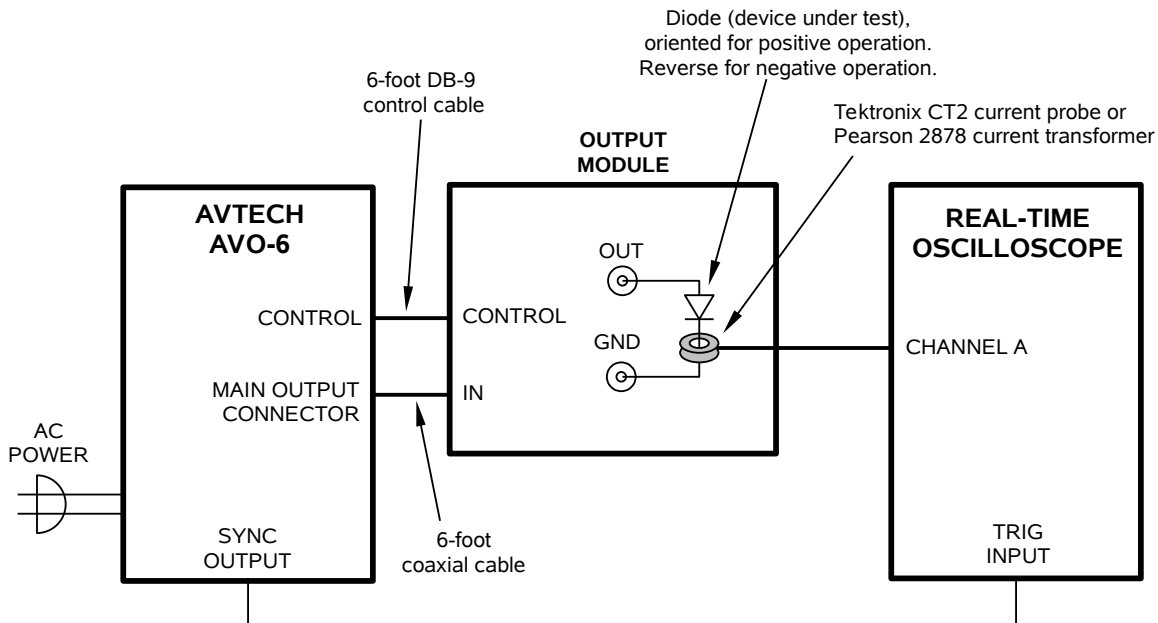 Diode (device under test),
oriented for positive operation.
Reverse for negative operation.
6-foot DB-9
control cable
Tektronix CT2 current probe or
Pearson 2878 current transformer
OUTPUT
MODULE
AVTECH
AVO-6
REAL-TIME
OSCILLOSCOPE
OUT
CONTROL
CONTROL
GND
CHANNEL A
MAIN OUTPUT
CONNECTOR
IN
AC
POWER
SYNC
OUTPUT
6-foot
coaxial cable
TRIG
INPUT